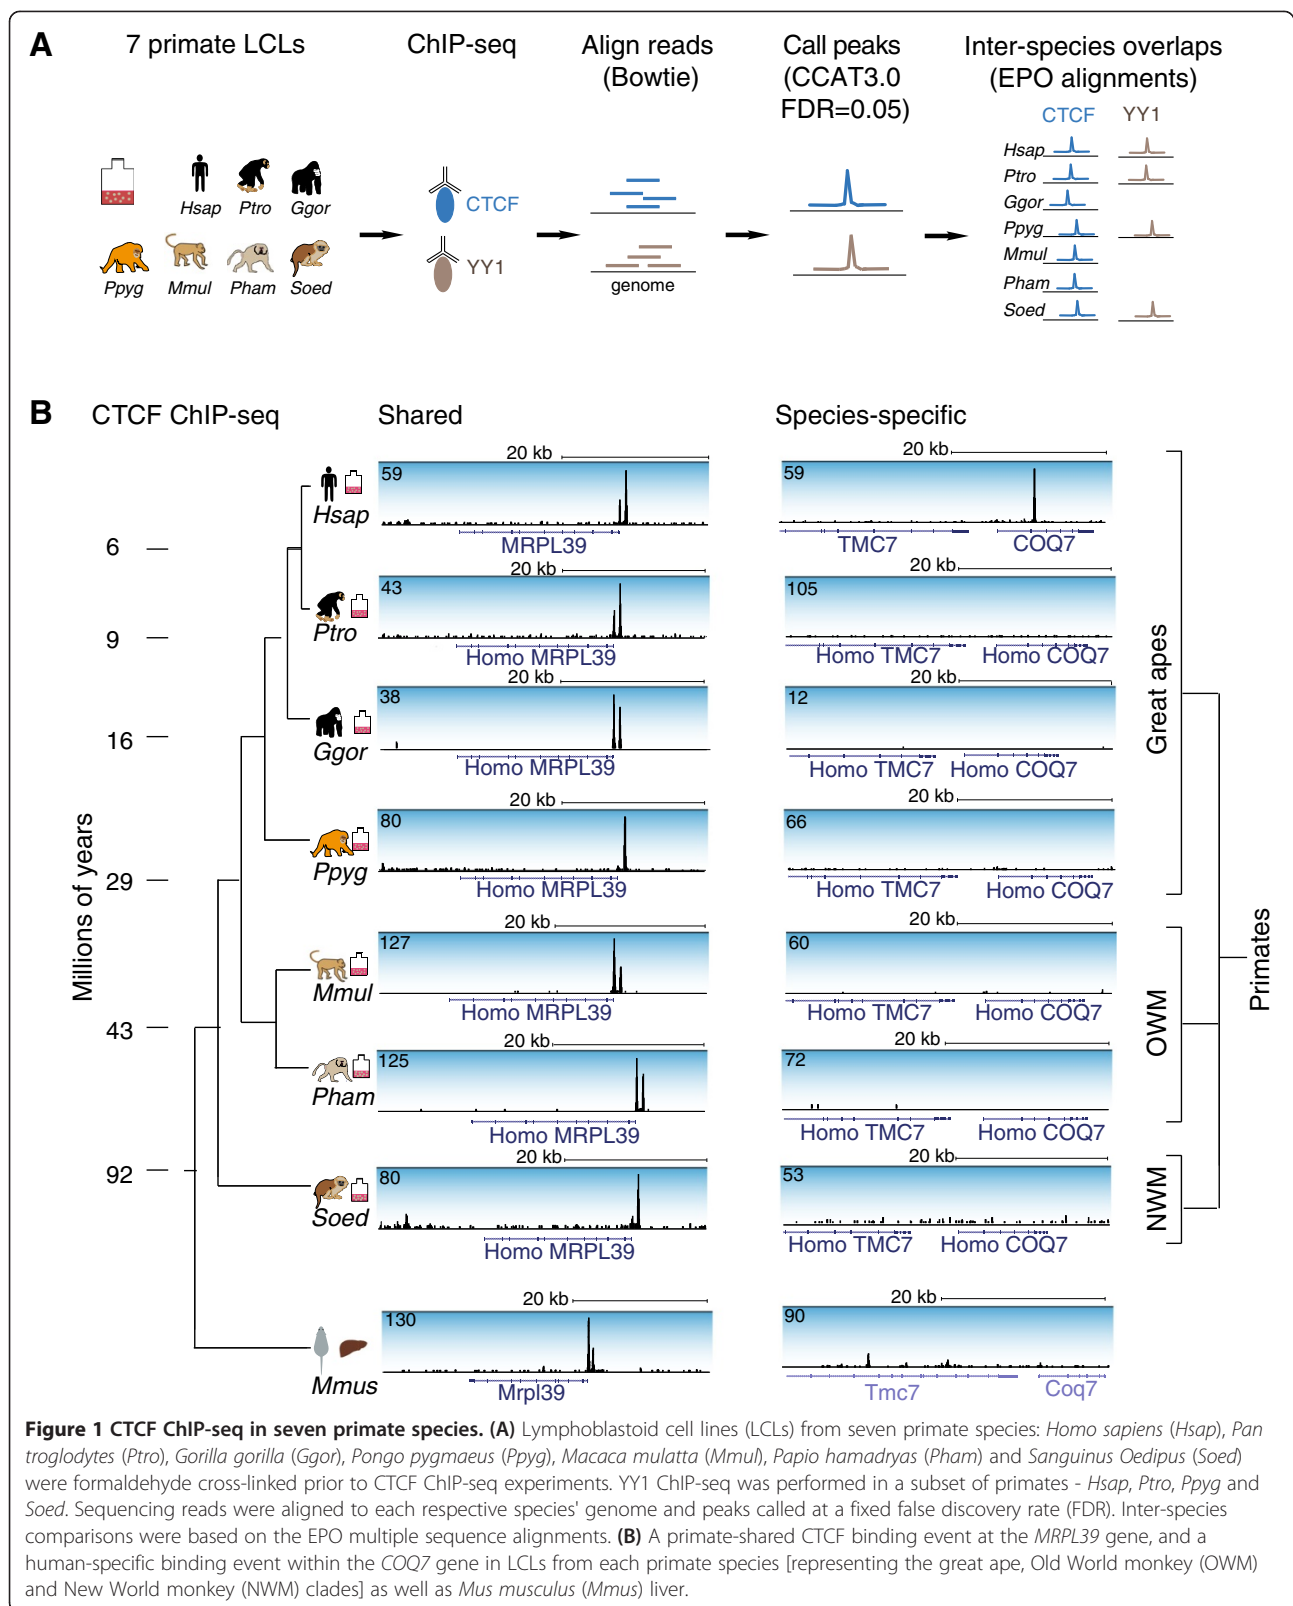 A
7 primate LCLs
ChIP-seq
Align reads
(Bowtie)
Call peaks
(CCAT3.0
FDR=0.05)
Inter-species overlaps
(EPO alignments)
Hsap
Ptro
Ggor
Ppyg
Mmul
Pham
Soed
CTCF
YY1
genome
CTCF
YY1
Hsap
Ptro
Ggor
Ppyg
Mmul
Pham
Soed
B
CTCF ChIP-seq
Shared
Species-specific
Millions of years
6
9
16
29
43
92
Hsap
20 kb
59
MRPL39
20 kb
59
TMC7
COQ7
Ptro
20 kb
43
Homo MRPL39
20 kb
105
Homo TMC7
Homo COQ7
Ggor
20 kb
38
Homo MRPL39
20 kb
12
Homo TMC7
Homo COQ7
Ppyg
20 kb
80
Homo MRPL39
20 kb
66
Homo TMC7
Homo COQ7
Mmul
20 kb
127
Homo MRPL39
20 kb
60
Homo TMC7
Homo COQ7
Pham
20 kb
125
Homo MRPL39
20 kb
72
Homo TMC7
Homo COQ7
Soed
20 kb
80
Homo MRPL39
20 kb
53
Homo TMC7
Homo COQ7
Mmus
20 kb
130
Mrpl39
20 kb
90
Tmc7
Coq7
Great apes
OWM
NWM
Primates
Figure 1 CTCF ChIP-seq in seven primate species. (A) Lymphoblastoid cell lines (LCLs) from seven primate species: Homo sapiens (Hsap), Pan
troglodytes (Ptro), Gorilla gorilla (Ggor), Pongo pygmaeus (Ppyg), Macaca mulatta (Mmul), Papio hamadryas (Pham) and Sanguinus Oedipus (Soed)
were formaldehyde cross-linked prior to CTCF ChIP-seq experiments. YY1 ChIP-seq was performed in a subset of primates - Hsap, Ptro, Ppyg and
Soed. Sequencing reads were aligned to each respective species' genome and peaks called at a fixed false discovery rate (FDR). Inter-species
comparisons were based on the EPO multiple sequence alignments. (B) A primate-shared CTCF binding event at the MRPL39 gene, and a
human-specific binding event within the COQ7 gene in LCLs from each primate species [representing the great ape, Old World monkey (OWM)
and New World monkey (NWM) clades] as well as Mus musculus (Mmus) liver.